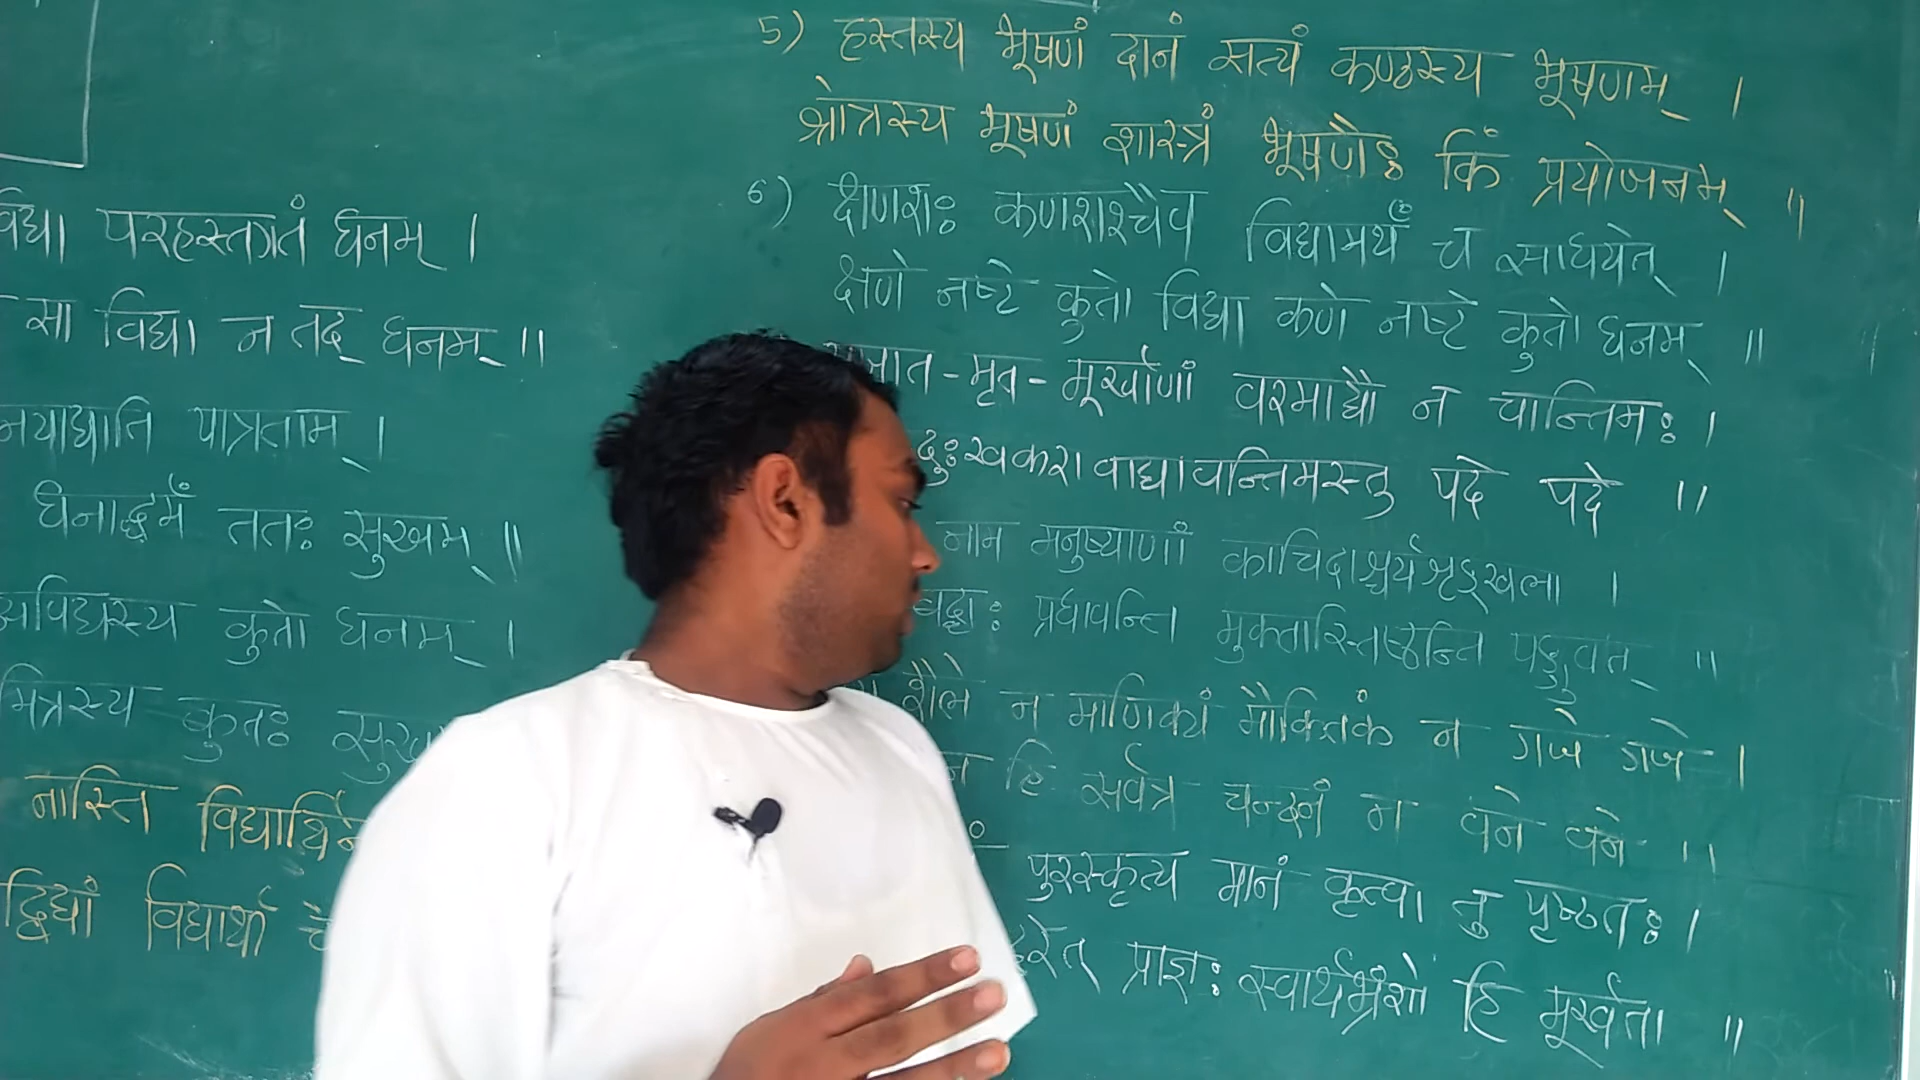 विद्या परहस्तगतं धनम् ।
सा विद्या न तद् धनम् ॥
पात्रताम् ।
धनाद्धर्मं ततः सुखम् ॥
कुतो धनम् ।
मित्रस्य कुतः
नास्ति
विद्यार्थी
5) हस्तस्य भूषणं दानं सत्यं कण्ठस्य भूषणम् ।
श्रोत्रस्य भूषणं शास्त्रं भूषणैः किं प्रयोजनम् ॥
6) क्षणशः कणशश्चैव विद्यामर्थं च साधयेत् ।
क्षणे नष्टे कुतो विद्या कणे नष्टे कुतो धनम् ॥
मृत - मूर्खाणां वरमाद्यौ न चान्तिमः ।
दुःखकरावाद्यावन्तिमस्तु पदे पदे ॥
नाम मनुष्याणां काचिदाश्चर्यशृङ्खला ।
बद्धाः प्रधावन्ति मुक्तास्तिष्ठन्ति पङ्गुवत् ॥
शैले न माणिक्यं मौक्तिकं न गजे गजे ।
न हि सर्वत्र चन्दनं न वने वने ॥
पुरस्कृत्य मानं कृत्वा तु पृष्ठतः ।
प्राज्ञः स्वार्थभ्रंशो हि मूर्खता ॥